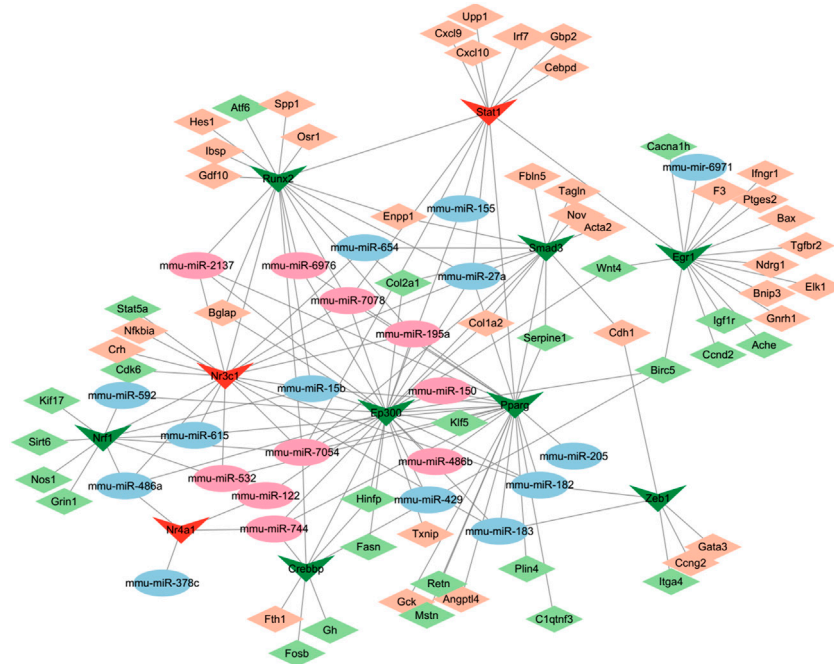 Upp1
Cxcl9
Irf7
Gbp2
Cxcl10
Cebpd
Stat1
Atf6
Spp1
Hes1
Osr1
Ibsp
Gdf10
Runx2
Cacna1h
mmu-mir-6971
Fbln5
Tagln
F3
Ifngr1
Ptges2
Nov
Acta2
Bax
Enpp1
mmu-miR-155
Smad3
Egr1
Tgfbr2
mmu-miR-654
Wnt4
Ndrg1
mmu-miR-2137
mmu-miR-6976
Col2a1
mmu-miR-27a
Bnip3
Elk1
mmu-miR-7078
Gnrh1
Stat5a
Bglap
Col1a2
Igf1r
Nfkbia
mmu-miR-195a
Serpine1
Cdh1
Ache
Crh
Ccnd2
Cdk6
Nr3c1
Birc5
mmu-miR-592
mmu-miR-15b
mmu-miR-150
Kif17
Ep300
Pparg
Klf5
Nrf1
mmu-miR-615
Sirt6
mmu-miR-7054
mmu-miR-205
mmu-miR-486b
Nos1
mmu-miR-532
mmu-miR-182
mmu-miR-486a
mmu-miR-122
Hinfp
mmu-miR-429
Zeb1
Grin1
Nr4a1
mmu-miR-744
Txnip
mmu-miR-183
Fasn
Gata3
Ccng2
Crebbp
Retn
Plin4
Itga4
mmu-miR-378c
Gck
Angptl4
Mstn
C1qtnf3
Fth1
Gh
Fosb